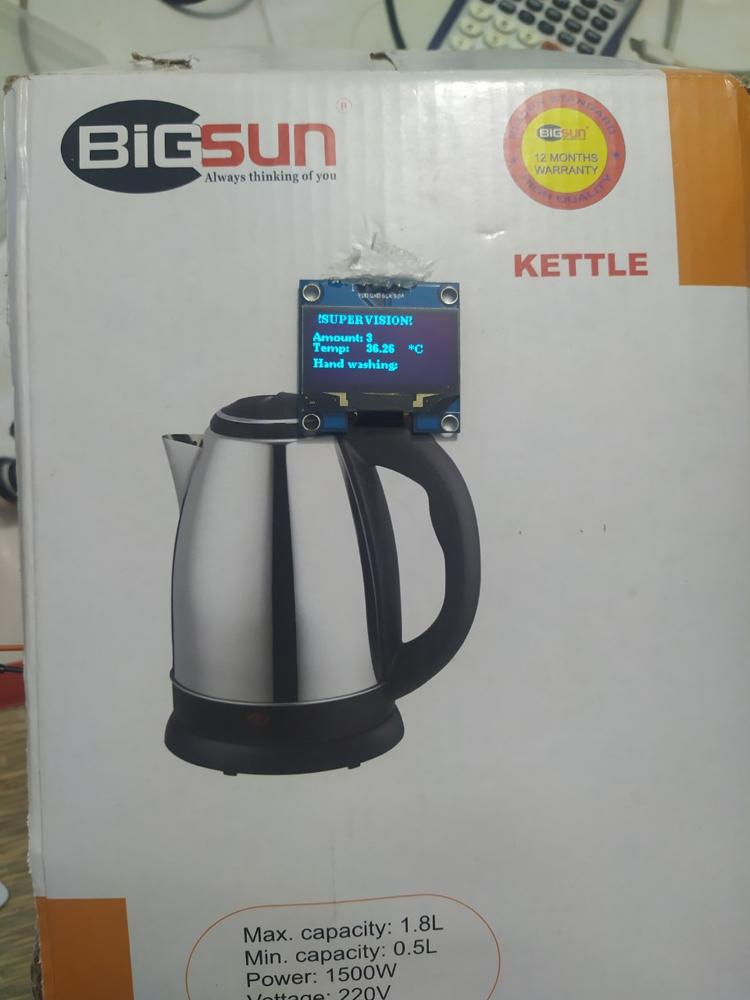 BiGSUN ®
Always thinking of you
BIGSUN STANDARD
BiGSUN
12 MONTHS
WARRANTY
HIGH QUALITY
KETTLE
VDD GND SCK SDA
!SUPERVISION!
Amount: 3
Temp: 36.26 *C
Hand washing:
Max. capacity: 1.8L
Min. capacity: 0.5L
Power: 1500W
Vottage: 220V